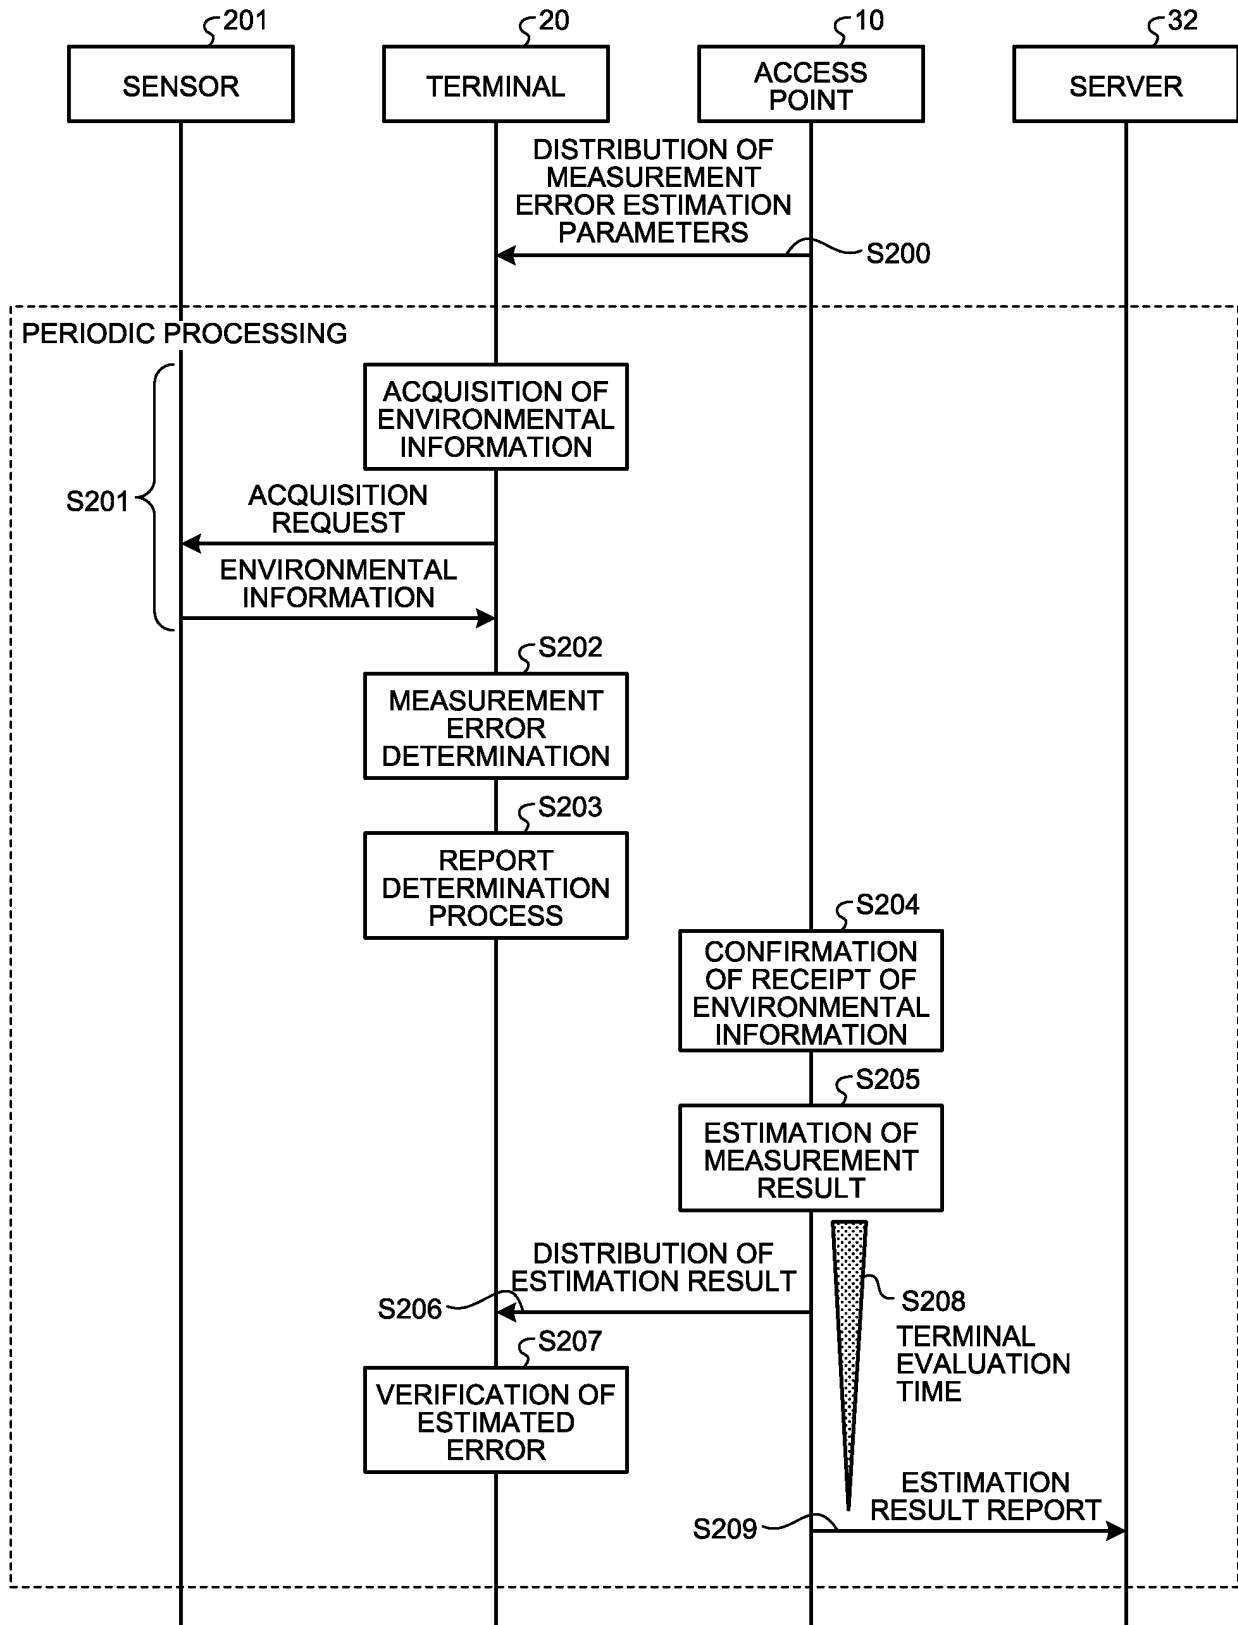 201
20
10
32
SENSOR
TERMINAL
ACCESS
POINT
SERVER
DISTRIBUTION OF
MEASUREMENT
ERROR ESTIMATION
PARAMETERS
S200
PERIODIC PROCESSING
ACQUISITION OF
ENVIRONMENTAL
INFORMATION
S201
ACQUISITION
REQUEST
ENVIRONMENTAL
INFORMATION
S202
MEASUREMENT
ERROR
DETERMINATION
S203
REPORT
DETERMINATION
PROCESS
S204
CONFIRMATION
OF RECEIPT OF
ENVIRONMENTAL
INFORMATION
S205
ESTIMATION OF
MEASUREMENT
RESULT
DISTRIBUTION OF
ESTIMATION RESULT
S206
S208
TERMINAL
EVALUATION
TIME
S207
VERIFICATION OF
ESTIMATED
ERROR
ESTIMATION
RESULT REPORT
S209